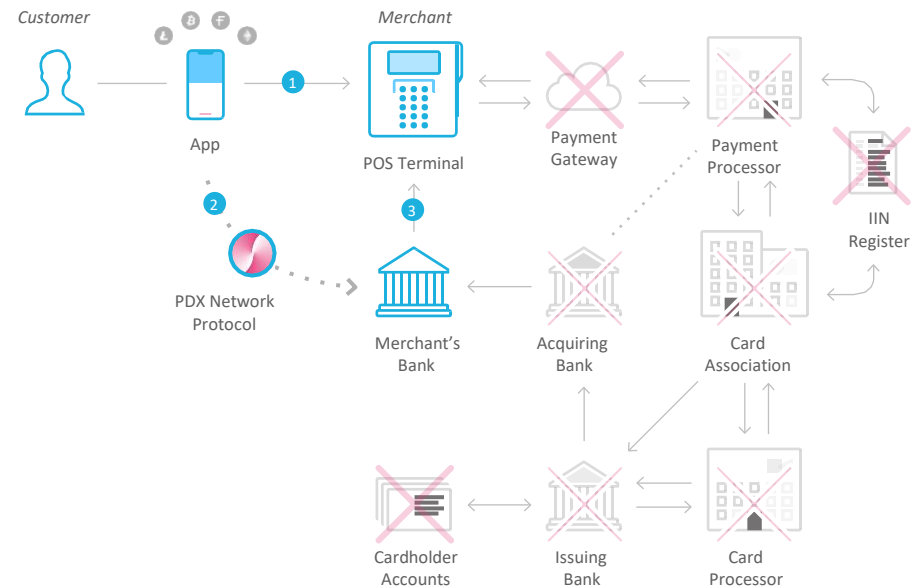 Customer
Merchant
1
App
POS Terminal
Payment
Gateway
Payment
Processor
IIN
Register
2
3
PDX Network
Protocol
Merchant's
Bank
Acquiring
Bank
Card
Association
Cardholder
Accounts
Issuing
Bank
Card
Processor